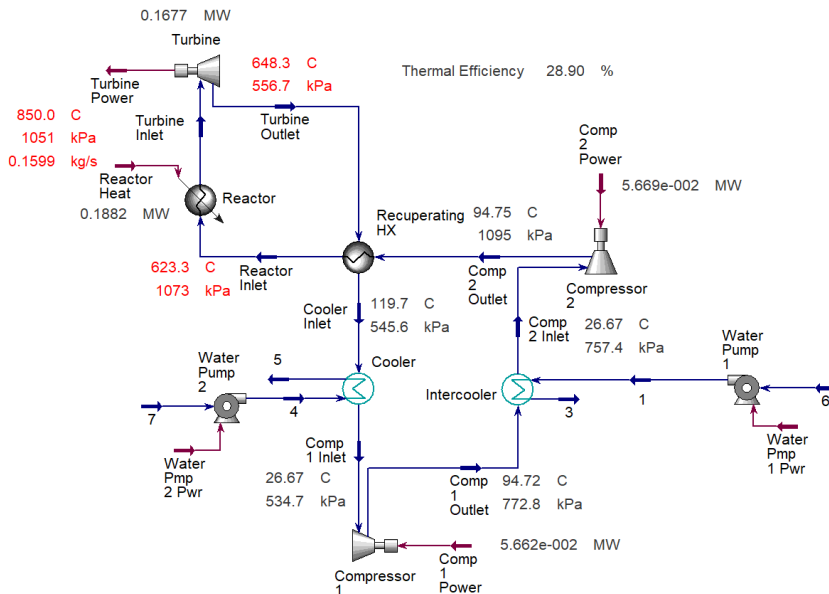 0.1677 MW
Turbine
Turbine
Power
648.3 C
556.7 kPa
Thermal Efficiency 28.90 %
850.0 C
1051 kPa
0.1599 kg/s
Turbine
Inlet
Turbine
Outlet
Comp
2
Power
5.669e-002 MW
Reactor
Heat
Reactor
0.1882 MW
Recuperating
HX
94.75 C
1095 kPa
623.3 C
1073 kPa
Reactor
Inlet
Comp
2
Outlet
Compressor
2
Cooler
Inlet
119.7 C
545.6 kPa
Comp
2 Inlet
26.67 C
757.4 kPa
Water
Pump
2
5
Cooler
Intercooler
Water
Pump
1
7
4
3
1
6
Water
Pmp
2 Pwr
Comp
1 Inlet
Water
Pmp
1 Pwr
26.67 C
534.7 kPa
Comp
1
Outlet
94.72 C
772.8 kPa
Compressor
1
Comp
1
Power
5.662e-002 MW